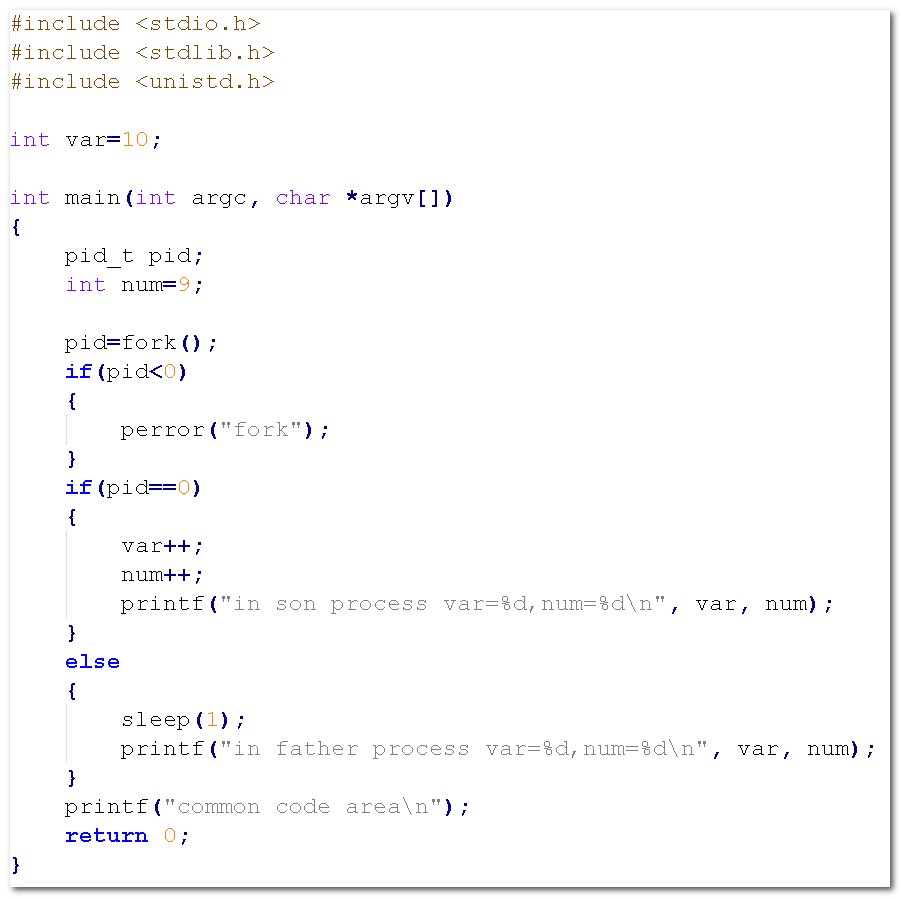 #include <stdio.h>
#include <stdlib.h>
#include <unistd.h>

int var=10;

int main(int argc, char *argv[])
{
    pid_t pid;
    int num=9;

    pid=fork();
    if(pid<0)
    {
        perror("fork");
    }
    if(pid==0)
    {
        var++;
        num++;
        printf("in son process var=%d,num=%d\n", var, num);
    }
    else
    {
        sleep(1);
        printf("in father process var=%d,num=%d\n", var, num);
    }
    printf("common code area\n");
    return 0;
}